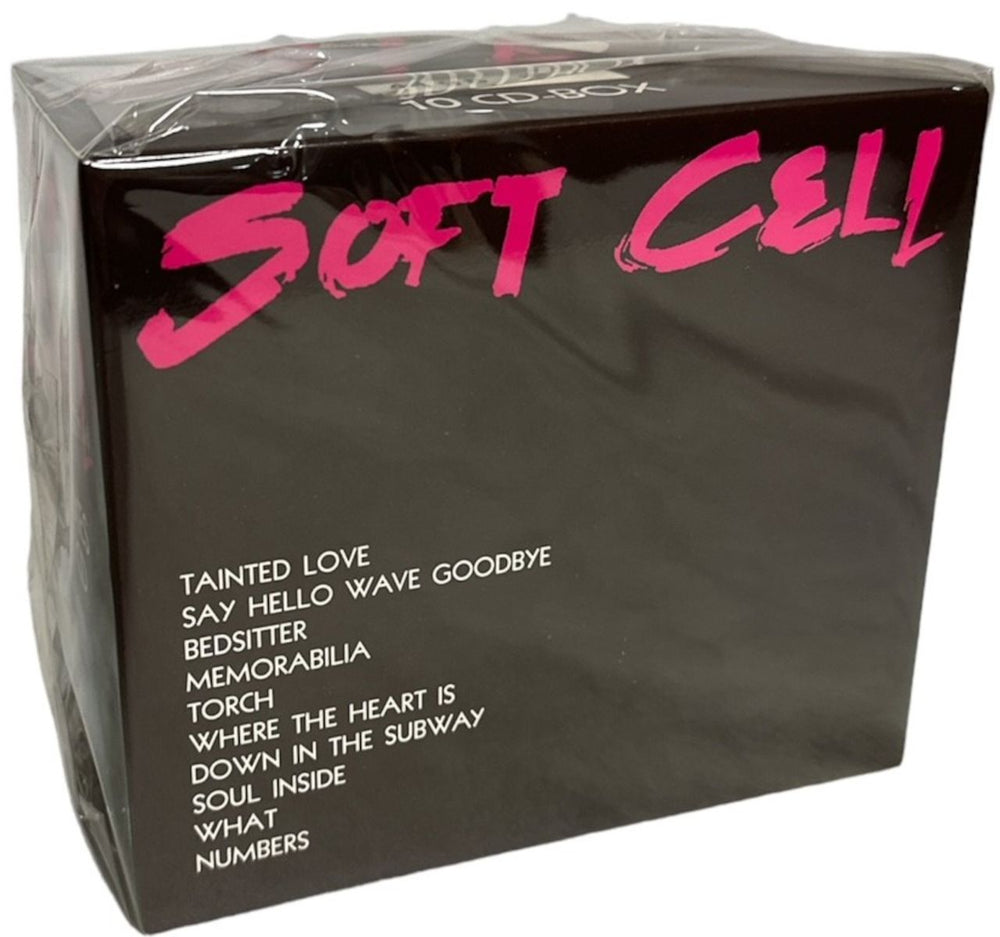 10 CD-BOX
SOFT CELL
TAINTED LOVE
SAY HELLO WAVE GOODBYE
BEDSITTER
MEMORABILIA
TORCH
WHERE THE HEART IS
DOWN IN THE SUBWAY
SOUL INSIDE
WHAT
NUMBERS